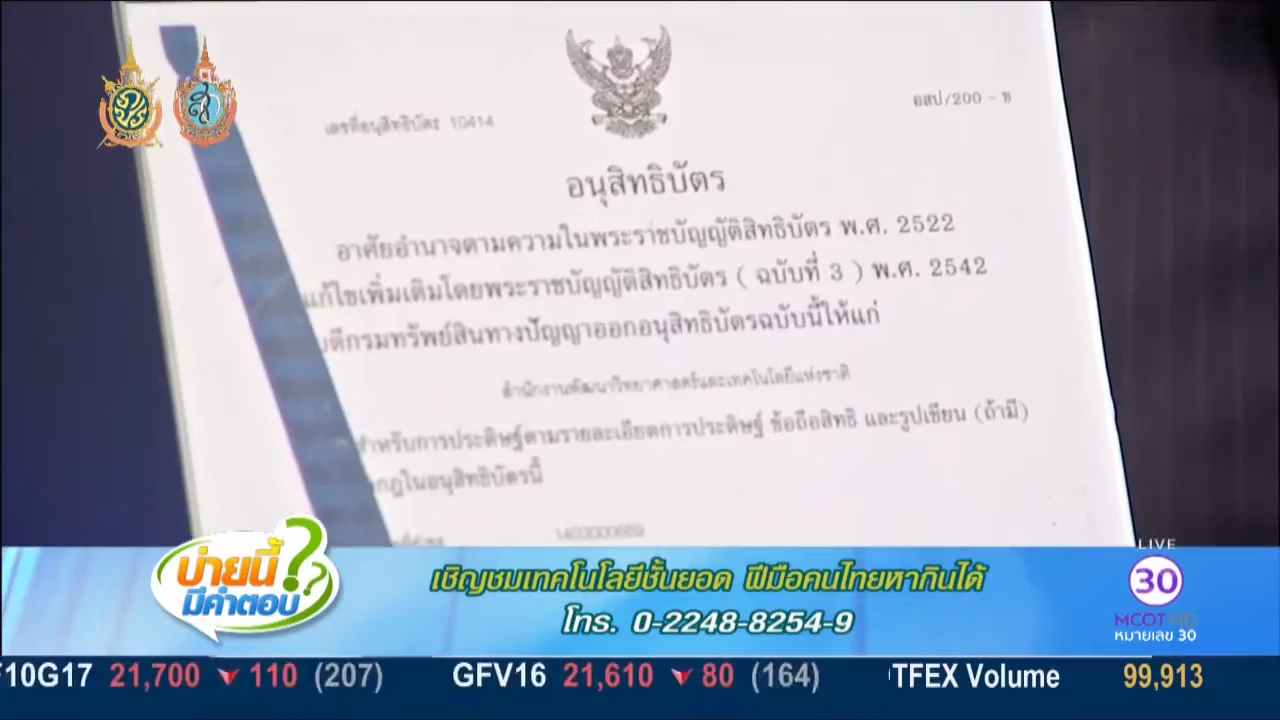 อสป/200 - ข
เลขที่อนุสิทธิบัตร 10414
อนุสิทธิบัตร
อาศัยอำนาจตามความในพระราชบัญญัติสิทธิบัตร พ.ศ. 2522
แก้ไขเพิ่มเติมโดยพระราชบัญญัติสิทธิบัตร ( ฉบับที่ 3 ) พ.ศ. 2542
บดีกรมทรัพย์สินทางปัญญาออกอนุสิทธิบัตรฉบับนี้ให้แก่
สำนักงานพัฒนาวิทยาศาสตร์และเทคโนโลยีแห่งชาติ
สำหรับการประดิษฐ์ตามรายละเอียดการประดิษฐ์ ข้อถือสิทธิ และรูปเขียน (ถ้ามี)
กฎในอนุสิทธิบัตรนี้
1403000669
บ่ายนี้
มีคำตอบ
เชิญชมเทคโนโลยีชั้นยอด ฝีมือคนไทยหากินได้
โทร. 0-2248-8254-9
LIVE
30
MCOT HD
หมายเลข 30
F10G17 21,700 110 (207) GFV16 21,610 80 (164) TFEX Volume 99,913